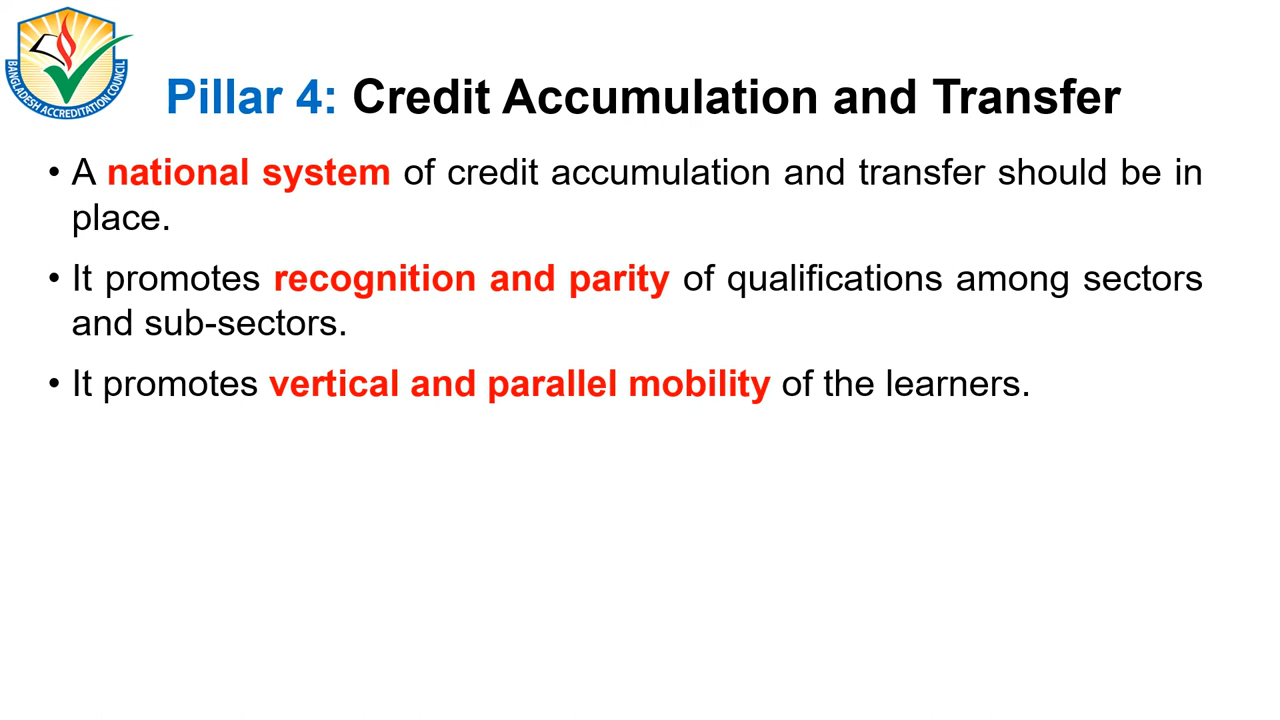 BANGLADESH ACCREDITATION COUNCIL
Pillar 4: Credit Accumulation and Transfer
• A national system of credit accumulation and transfer should be in
place.
• It promotes recognition and parity of qualifications among sectors
and sub-sectors.
• It promotes vertical and parallel mobility of the learners.